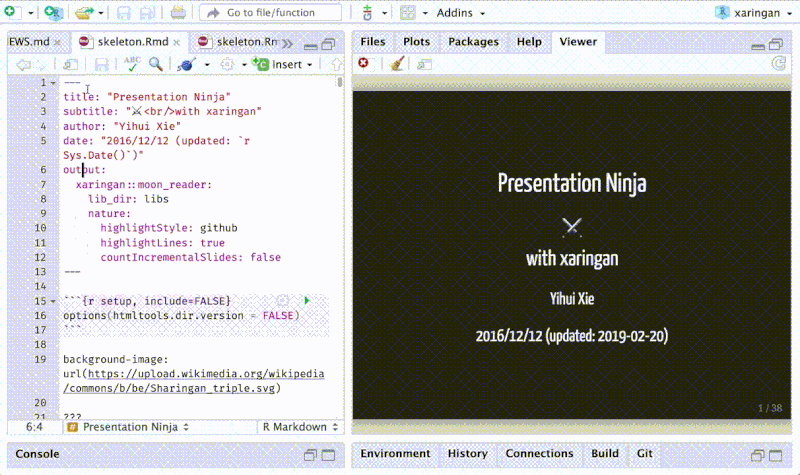 Go to file/function
Addins
xaringan
EWS.md
skeleton.Rmd
skeleton.Rn
Files
Plots
Packages
Help
Viewer
ABC
Insert
1 ---
2 title: "Presentation Ninja"
3 subtitle: "⚔<br/>with xaringan"
4 author: "Yihui Xie"
5 date: "2016/12/12 (updated: `r
Sys.Date()`)"
6 output:
7 xaringan::moon_reader:
8 lib_dir: libs
9 nature:
10 highlightStyle: github
11 highlightLines: true
12 countIncrementalSlides: false
13 ---
14
15 ```{r setup, include=FALSE}
16 options(htmltools.dir.version = FALSE)
17 ```
18
19 background-image:
url(https://upload.wikimedia.org/wikipedia
/commons/b/be/Sharingan_triple.svg)
20
21 ???
6:4
# Presentation Ninja
R Markdown
Presentation Ninja
⚔
with xaringan
Yihui Xie
2016/12/12 (updated: 2019-02-20)
1 / 38
Console
Environment
History
Connections
Build
Git